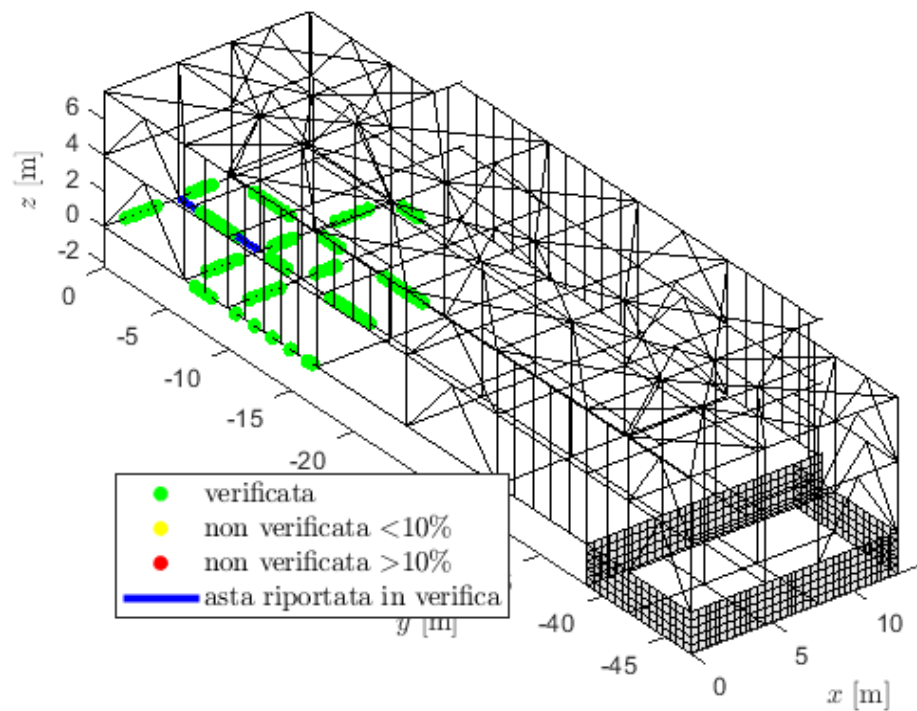 6
4
2
0
-2
z [m]
0
-5
-10
-15
-20
-40
-45
y [m]
0
5
10
x [m]
verificata
non verificata <10%
non verificata >10%
asta riportata in verifica